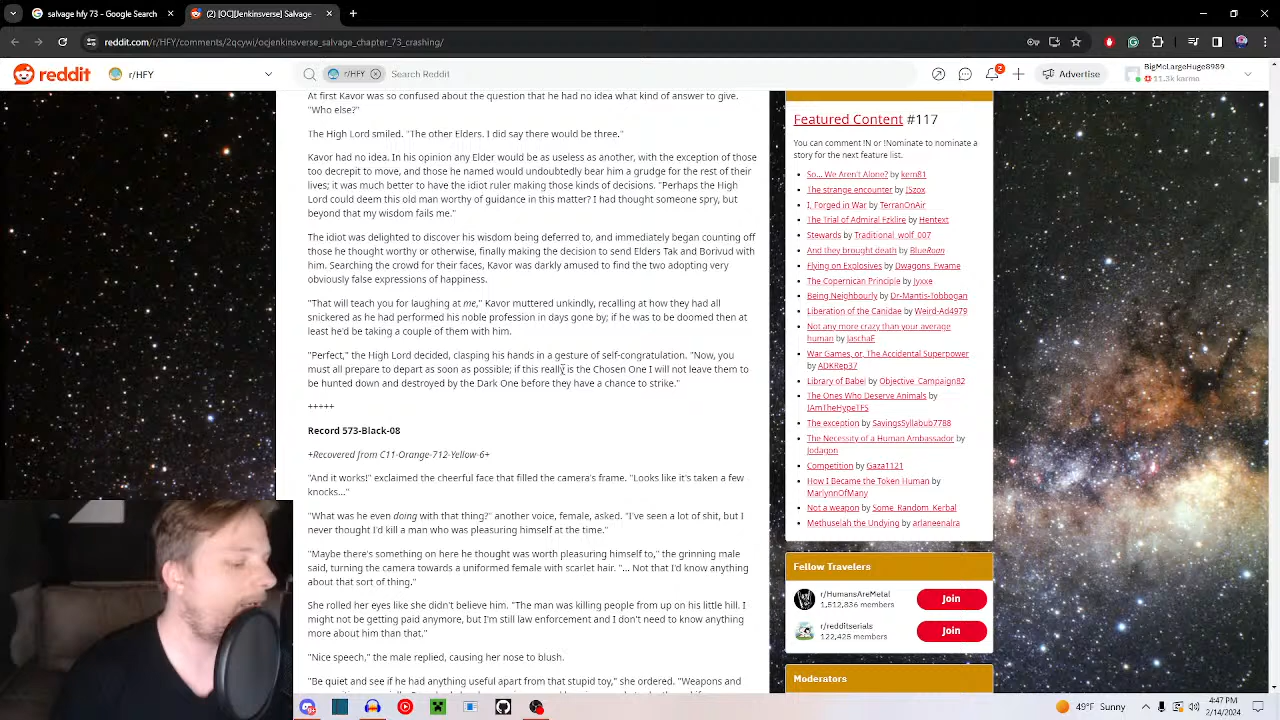 salvage hfy 73 - Google Search
(2) [OC][Jenkinsverse] Salvage
reddit.com/r/HFY/comments/2qcywi/ocjenkinsverse_salvage_chapter_73_crashing/
reddit
r/HFY
r/HFY
Search Reddit
2
Advertise
BigMcLargeHuge8989
11.3k karma
At first Kavor was so confused about the question that he had no idea what kind of answer to give.
"Who else?"
The High Lord smiled. "The other Elders. I did say there would be three."
Kavor had no idea. In his opinion any Elder would be as useless as another, with the exception of those
too decrepit to move, and those he named would undoubtedly bear him a grudge for the rest of their
lives; it was much better to have the idiot ruler making those kinds of decisions. "Perhaps the High
Lord could deem this old man worthy of guidance in this matter? I had thought someone spry, but
beyond that my wisdom fails me."
The idiot was delighted to discover his wisdom being deferred to, and immediately began counting off
those he thought worthy or otherwise, finally making the decision to send Elders Tak and Borivud with
him. Searching the crowd for their faces, Kavor was darkly amused to find the two adopting very
obviously false expressions of happiness.
"That will teach you for laughing at me," Kavor muttered unkindly, recalling at how they had all
snickered as he had performed his noble profession in days gone by; if he was to be doomed then at
least he'd be taking a couple of them with him.
"Perfect," the High Lord decided, clasping his hands in a gesture of self-congratulation. "Now, you
must all prepare to depart as soon as possible; if this really is the Chosen One I will not leave them to
be hunted down and destroyed by the Dark One before they have a chance to strike."
+++++
Record 573-Black-08
+Recovered from C11-Orange-712-Yellow-6+
"And it works!" exclaimed the cheerful face that filled the camera's frame. "Looks like it's taken a few
knocks..."
"What was he even doing with that thing?" another voice, female, asked. "I've seen a lot of shit, but I
never thought I'd kill a man who was pleasuring himself at the time."
"Maybe there's something on here he thought was worth pleasuring himself to," the grinning male
said, turning the camera towards a uniformed female with scarlet hair. "... Not that I'd know anything
about that sort of thing."
She rolled her eyes like she didn't believe him. "The man was killing people from up on his little hill. I
might not be getting paid anymore, but I'm still law enforcement and I don't need to know anything
more about him than that."
"Nice speech," the male replied, causing her nose to blush.
"Be quiet and see if he had anything useful apart from that stupid toy," she ordered. "Weapons and
Featured Content #117
You can comment !N or !Nominate to nominate a
story for the next feature list.
• So... We Aren't Alone? by kern81
• The strange encounter by ISzox
• I, Forged in War by TerranOnAir
• The Trial of Admiral Fzklire by Hentext
• Stewards by Traditional_wolf_007
• And they brought death by BlueRoan
• Flying on Explosives by Dwagons_Fwame
• The Copernican Principle by Jyxxe
• Being Neighbourly by Dr-Mantis-Tobbogan
• Liberation of the Canidae by Weird-Ad4979
• Not any more crazy than your average
human by JaschaE
• War Games, or, The Accidental Superpower
by ADKRep37
• Library of Babel by Objective_Campaign82
• The Ones Who Deserve Animals by
IAmTheHypeTFS
• The exception by SavingsSyllabub7788
• The Necessity of a Human Ambassador by
Jodagon
• Competition by Gaza1121
• How I Became the Token Human by
MarlynnOfMany
• Not a weapon by Some_Random_Kerbal
• Methuselah the Undying by arlaneenalra
Fellow Travelers
r/HumansAreMetal
1,512,836 members
Join
r/redditserials
122,425 members
Join
Moderators
49°F Sunny
4:47 PM
2/14/2024